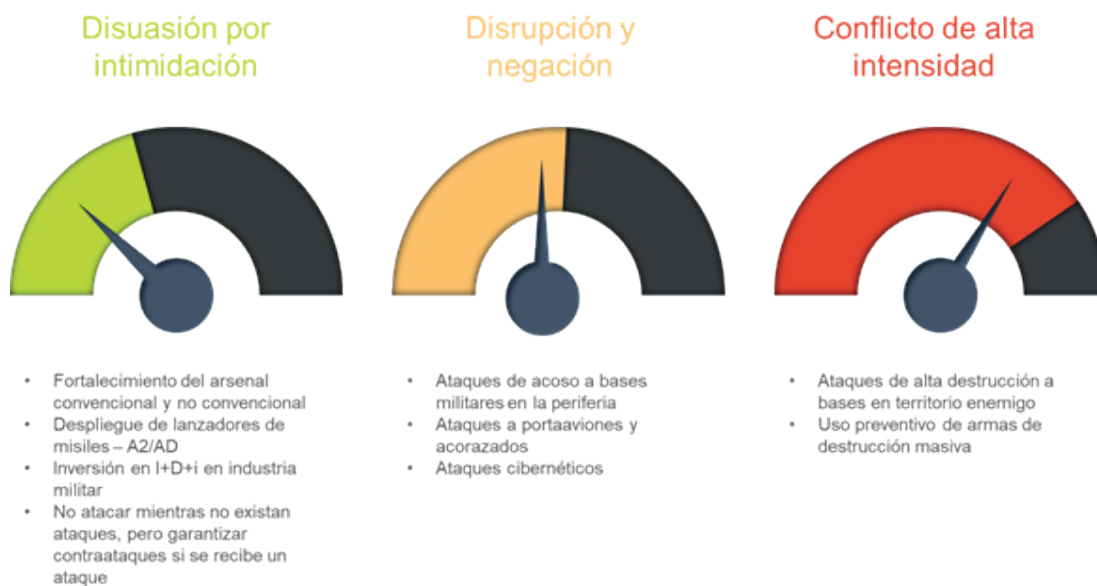 Disuasión por
intimidación
Disrupción y
negación
Conflicto de alta
intensidad
• Fortalecimiento del arsenal
convencional y no convencional
• Despliegue de lanzadores de
misiles – A2/AD
• Inversión en I+D+i en industria
militar
• No atacar mientras no existan
ataques, pero garantizar
contraataques si se recibe un
ataque
• Ataques de acoso a bases
militares en la periferia
• Ataques a portaaviones y
acorazados
• Ataques cibernéticos
• Ataques de alta destrucción a
bases en territorio enemigo
• Uso preventivo de armas de
destrucción masiva